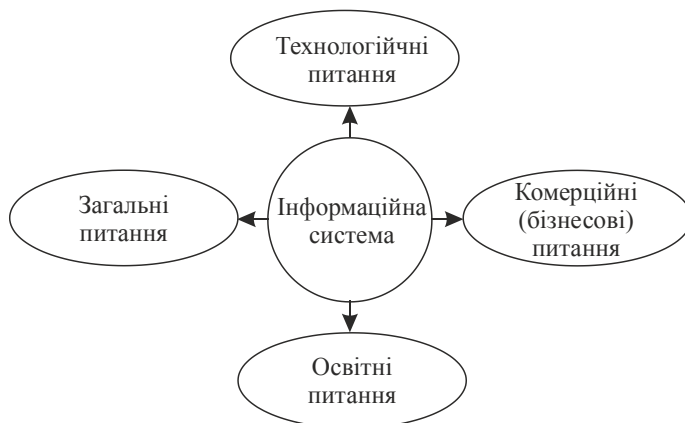 Технологійчні
питання
Загальні
питання
Інформаційна
система
Комерційні
(бізнесові)
питання
Освітні
питання